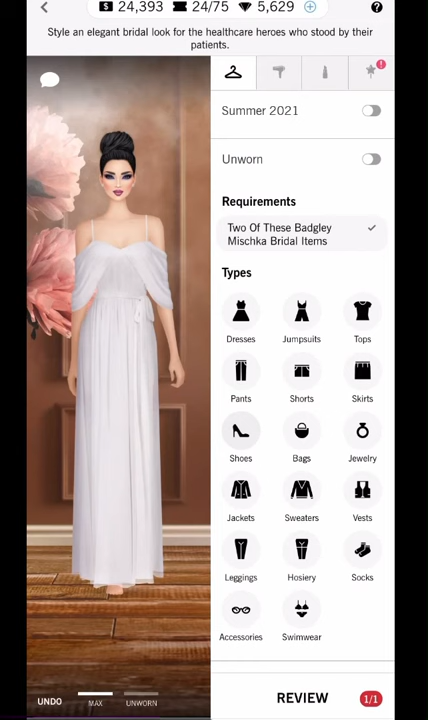 $ 24,393 24/75 5,629
Style an elegant bridal look for the healthcare heroes who stood by their
patients.
Summer 2021
Unworn
Requirements
Two Of These Badgley
Mischka Bridal Items
Types
Dresses Jumpsuits Tops
Pants Shorts Skirts
Shoes Bags Jewelry
Jackets Sweaters Vests
Leggings Hosiery Socks
Accessories Swimwear
UNDO MAX UNWORN
REVIEW 1/1